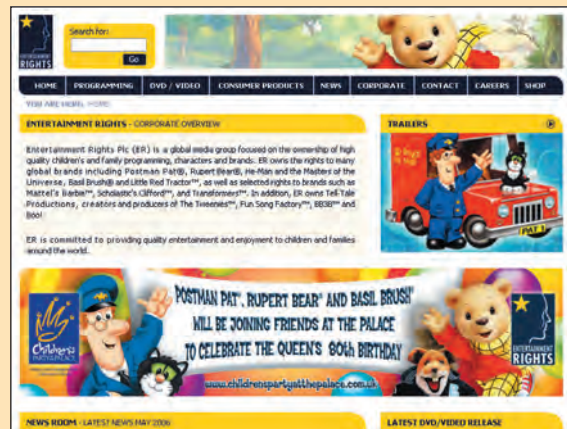 ENTERTAINMENT
RIGHTS
Search for:
Go
HOME PROGRAMMING DVD / VIDEO CONSUMER PRODUCTS NEWS CORPORATE CONTACT CAREERS SHOP
YOU ARE HERE: HOME
ENTERTAINMENT RIGHTS - CORPORATE OVERVIEW
Entertainment Rights Plc (ER) is a global media group focused on the ownership of high
quality children's and family programming, characters and brands. ER owns the rights to many
global brands including Postman Pat®, Rupert Bear®, He-Man and the Masters of the
Universe, Basil Brush® and Little Red Tractor™, as well as selected rights to brands such as
Mattel's Barbie™, Scholastic's Clifford™, and Transformers™. In addition, ER owns Tell-Tale
Productions, creators and producers of The Tweenies™, Fun Song Factory™, BB3B™ and
Boo!
ER is committed to providing quality entertainment and enjoyment to children and families
around the world.
TRAILERS
PAT 1
Children's
PARTY PALACE
POSTMAN PAT®, RUPERT BEAR® AND BASIL BRUSH®
WILL BE JOINING FRIENDS AT THE PALACE
TO CELEBRATE THE QUEEN'S 80th BIRTHDAY
www.childrenspartyatthepalace.com
ENTERTAINMENT
RIGHTS
NEWS ROOM - LATEST NEWS MAY 2006
LATEST DVD/VIDEO RELEASE